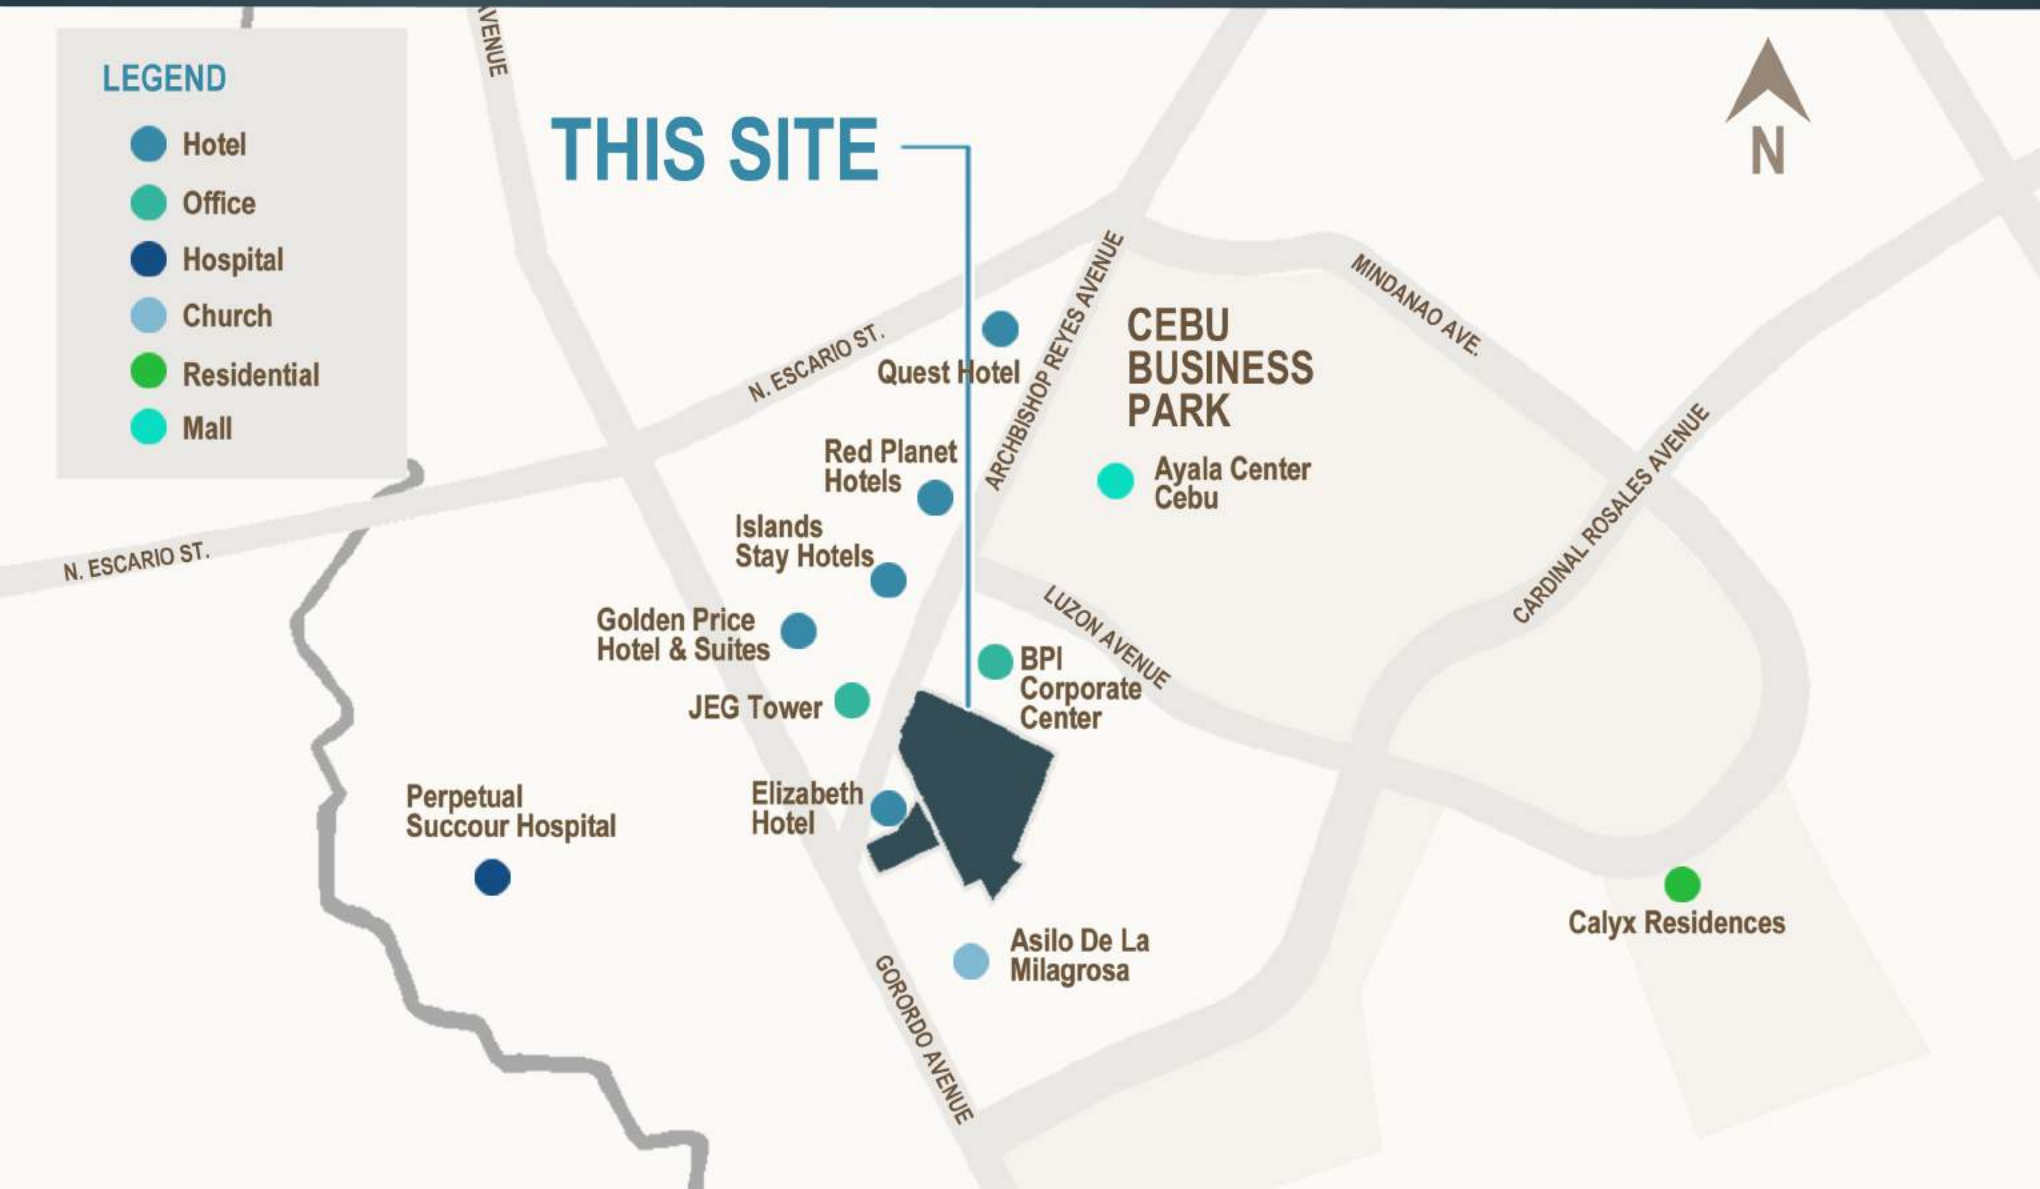 AVENUE
LEGEND
Hotel
Office
Hospital
Church
Residential
Mall
THIS SITE
N
N. ESCARIO ST.
Quest Hotel
ARCHBISHOP REYES AVENUE
CEBU
BUSINESS
PARK
MINDANAO AVE.
Red Planet
Hotels
Ayala Center
Cebu
CARDINAL ROSALES AVENUE
Islands
Stay Hotels
N. ESCARIO ST.
LUZON AVENUE
Golden Price
Hotel & Suites
BPI
Corporate
Center
JEG Tower
Elizabeth
Hotel
Perpetual
Succour Hospital
Calyx Residences
Asilo De La
Milagrosa
GORORDO AVENUE